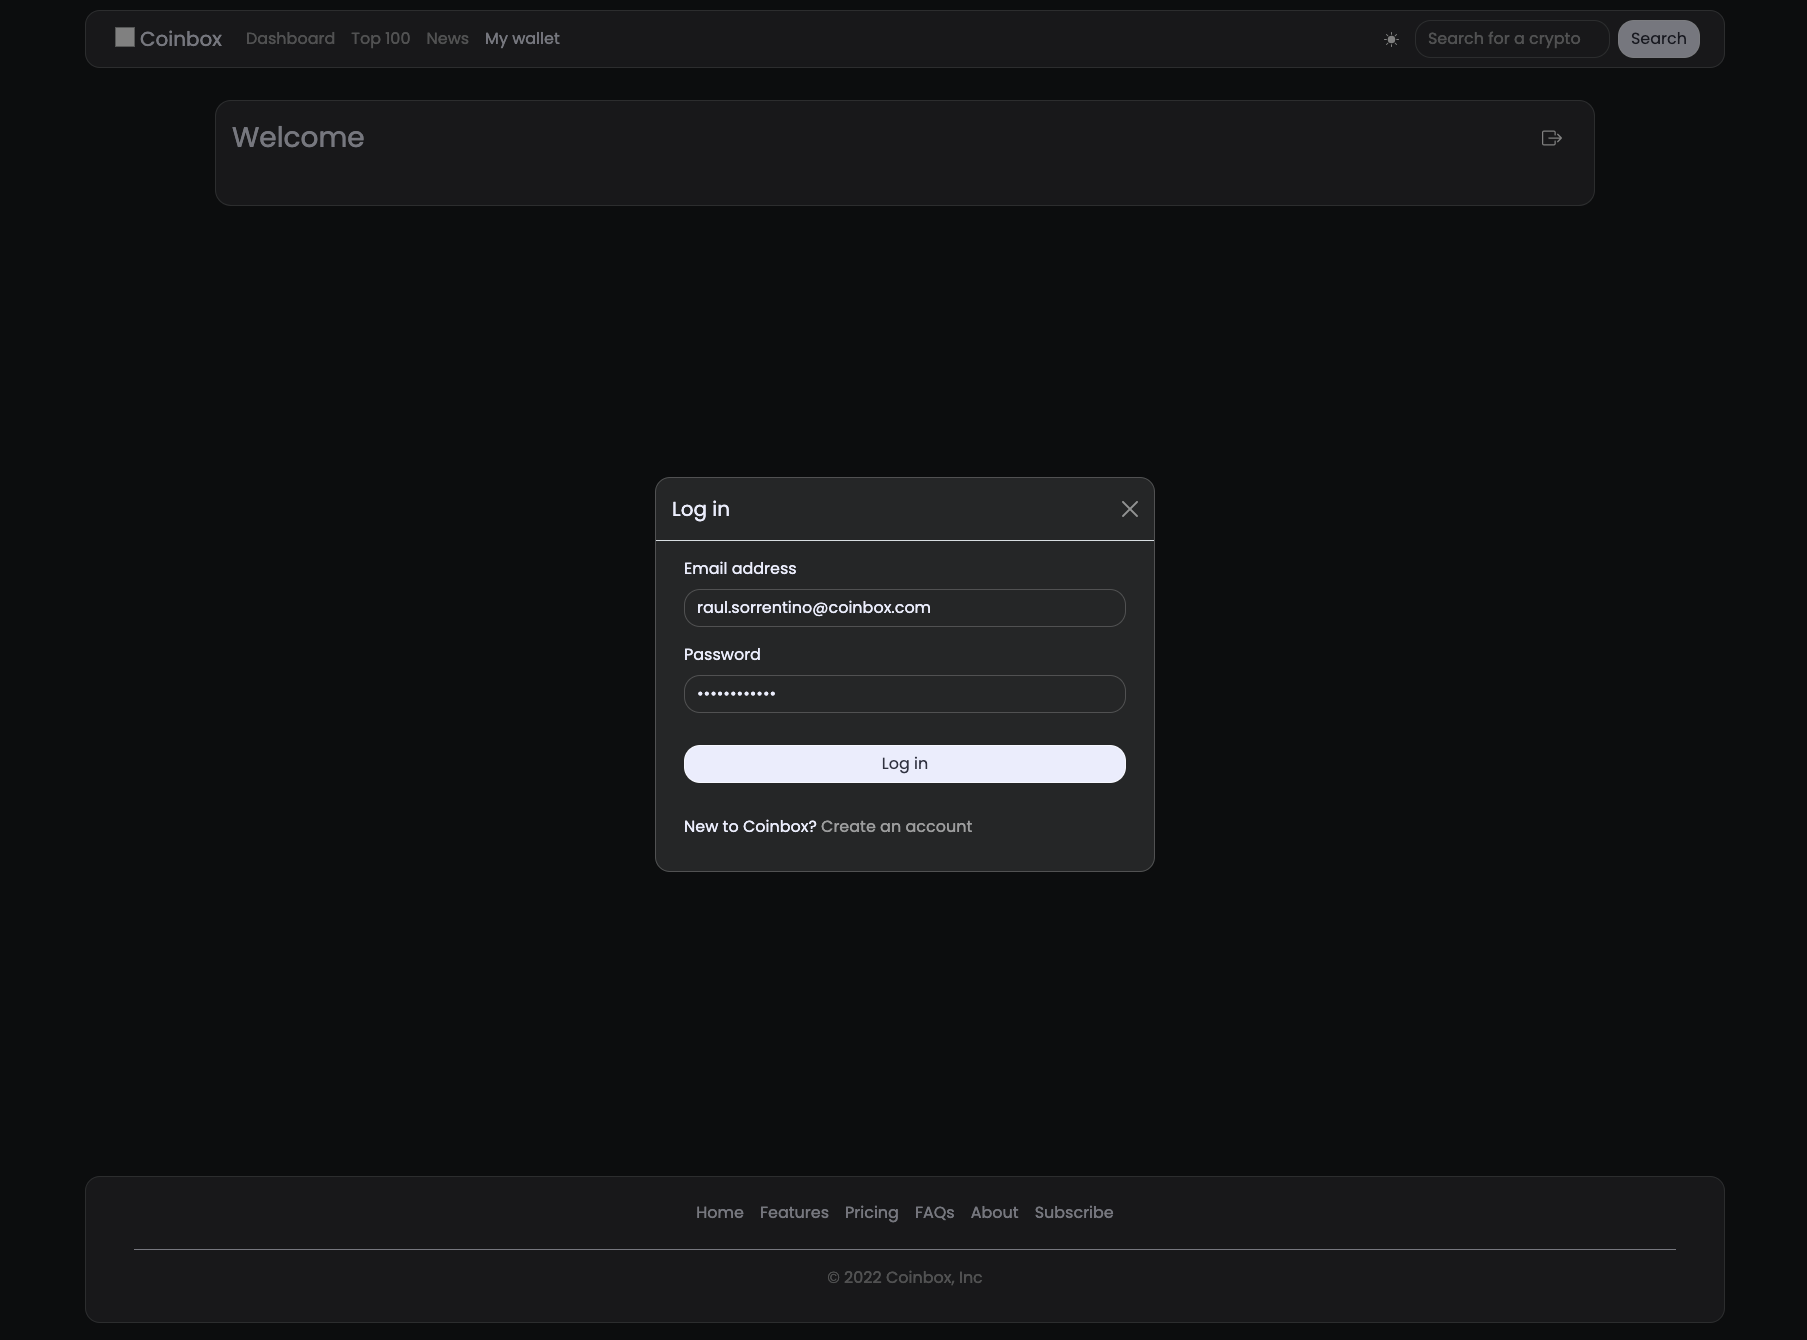 Coinbox Dashboard Top 100 News My wallet Search for a crypto Search
Welcome
Log in
Email address
raul.sorrentino@coinbox.com
Password
••••••••••••
Log in
New to Coinbox? Create an account
Home Features Pricing FAQs About Subscribe
© 2022 Coinbox, Inc